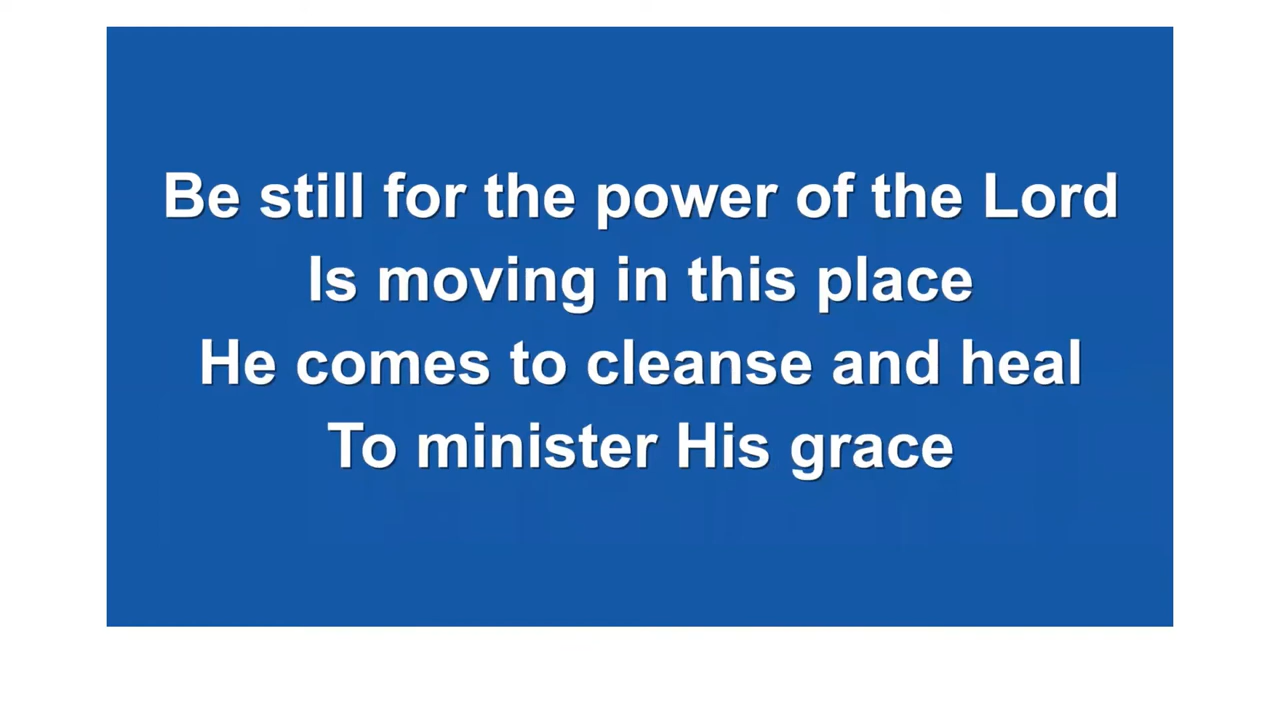 Be still for the power of the Lord
Is moving in this place
He comes to cleanse and heal
To minister His grace